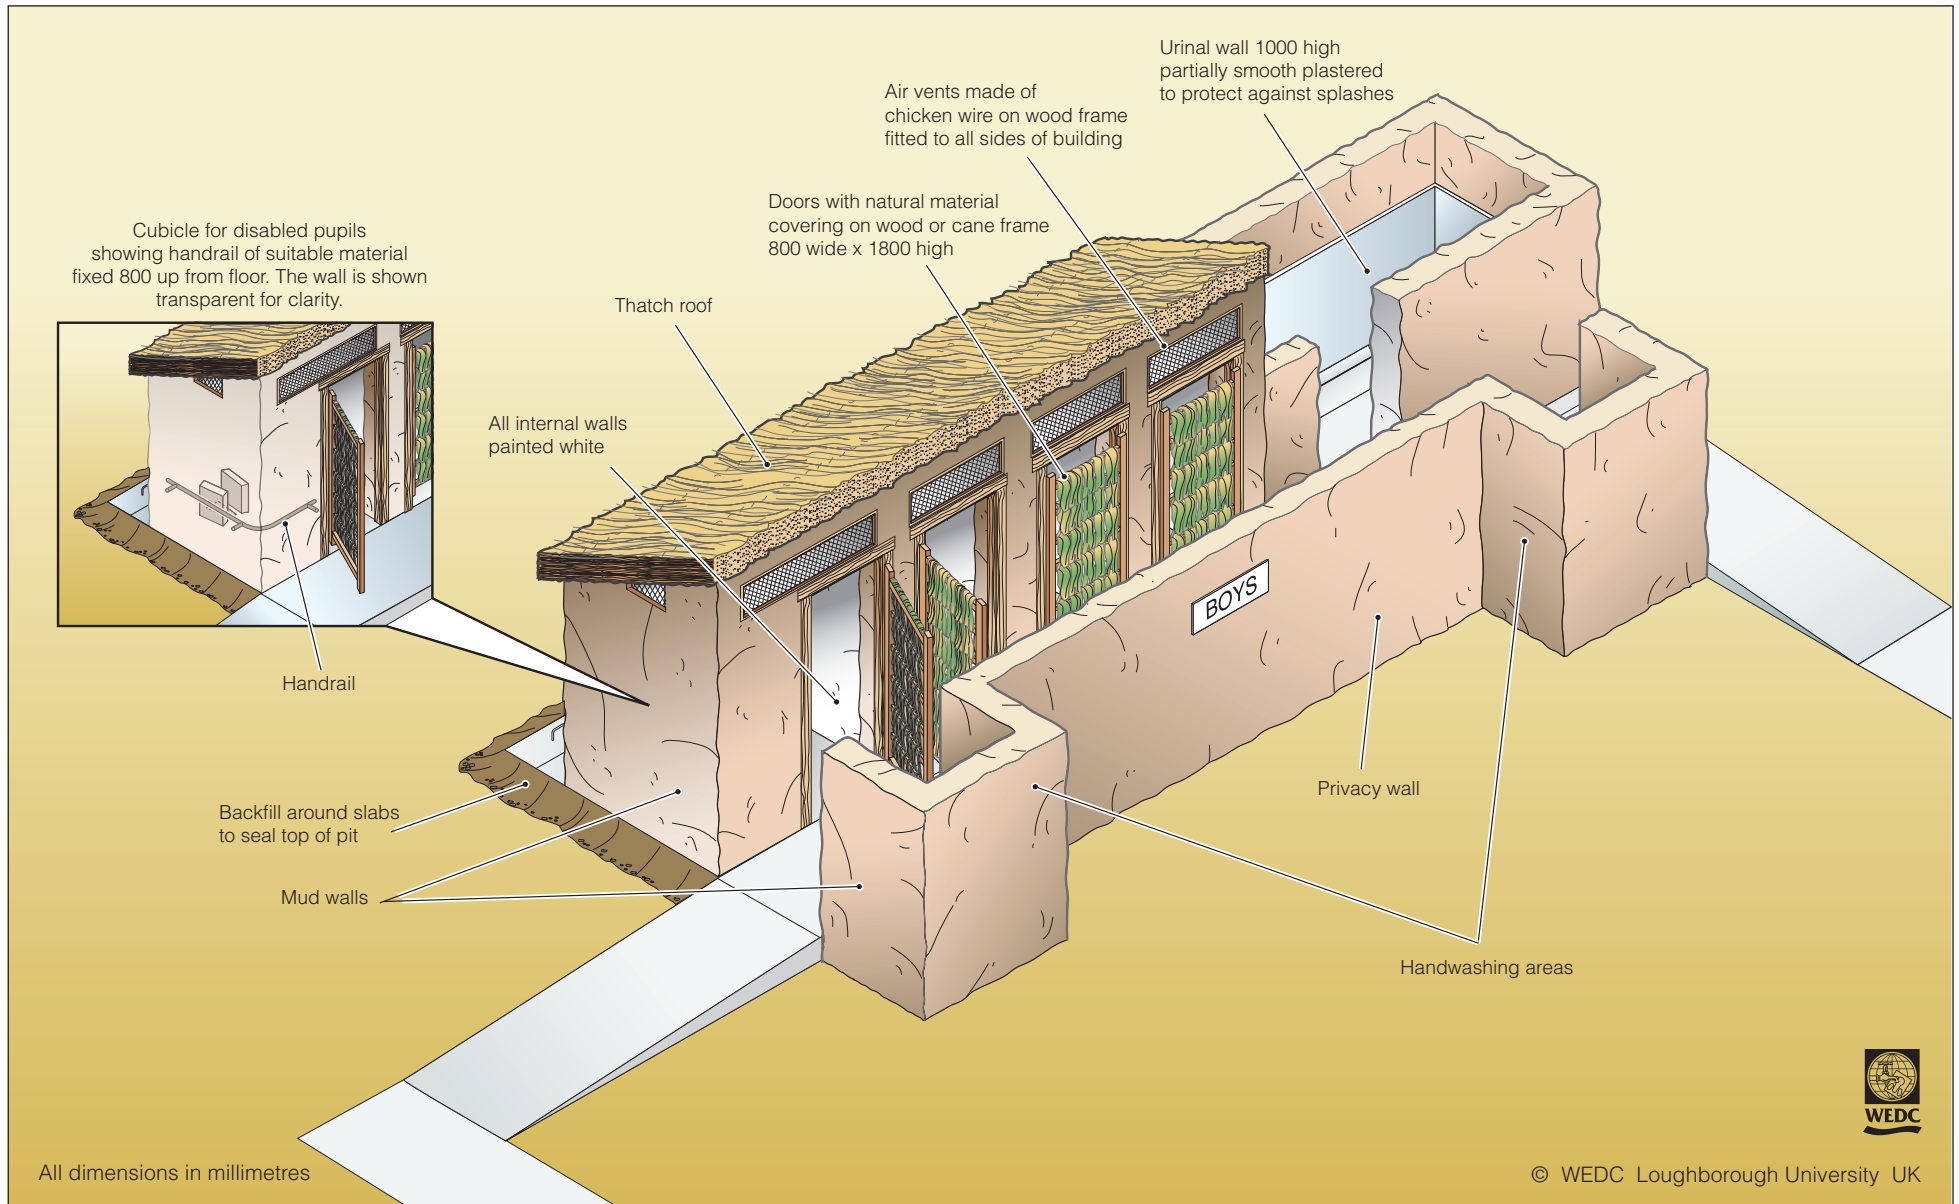 Urinal wall 1000 high
partially smooth plastered
to protect against splashes
Air vents made of
chicken wire on wood frame
fitted to all sides of building
Doors with natural material
covering on wood or cane frame
800 wide x 1800 high
Cubicle for disabled pupils
showing handrail of suitable material
fixed 800 up from floor. The wall is shown
transparent for clarity.
Thatch roof
All internal walls
painted white
Handrail
BOYS
Backfill around slabs
to seal top of pit
Privacy wall
Mud walls
Handwashing areas
WEDC
All dimensions in millimetres
© WEDC Loughborough University UK